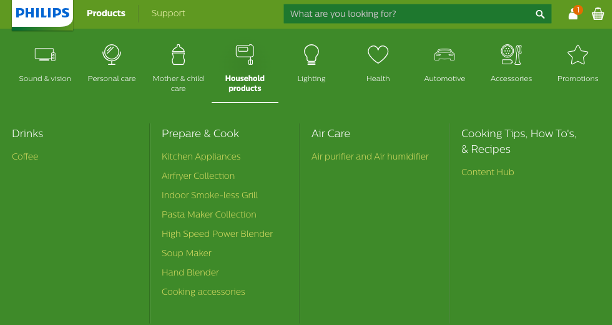 PHILIPS
Products
Support
What are you looking for?
1
Sound & vision
Personal care
Mother & child
care
Household
products
Lighting
Health
Automotive
Accessories
Promotions
Drinks
Coffee
Prepare & Cook
Kitchen Appliances
Airfryer Collection
Indoor Smoke-less Grill
Pasta Maker Collection
High Speed Power Blender
Soup Maker
Hand Blender
Cooking accessories
Air Care
Air purifier and Air humidifier
Cooking Tips, How To's,
& Recipes
Content Hub